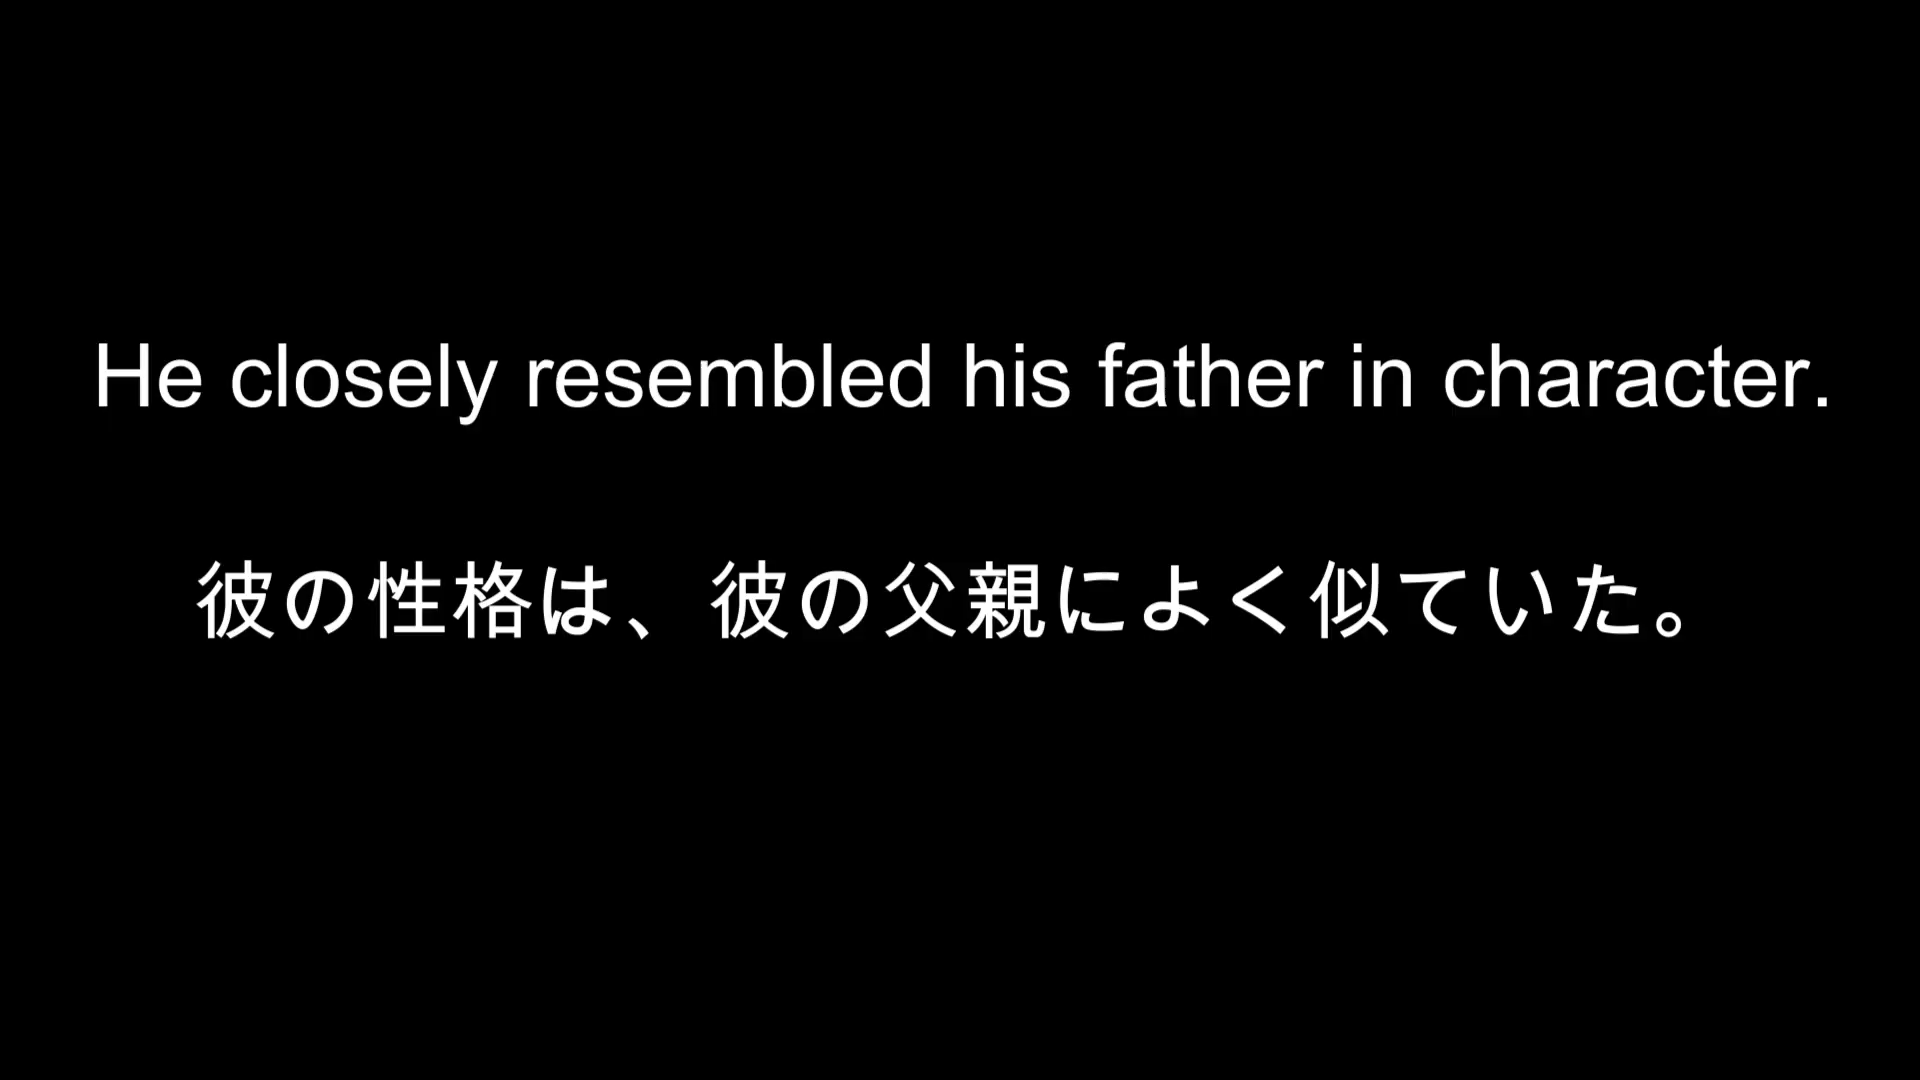 He closely resembled his father in character.
彼の性格は、彼の父親によく似ていた。